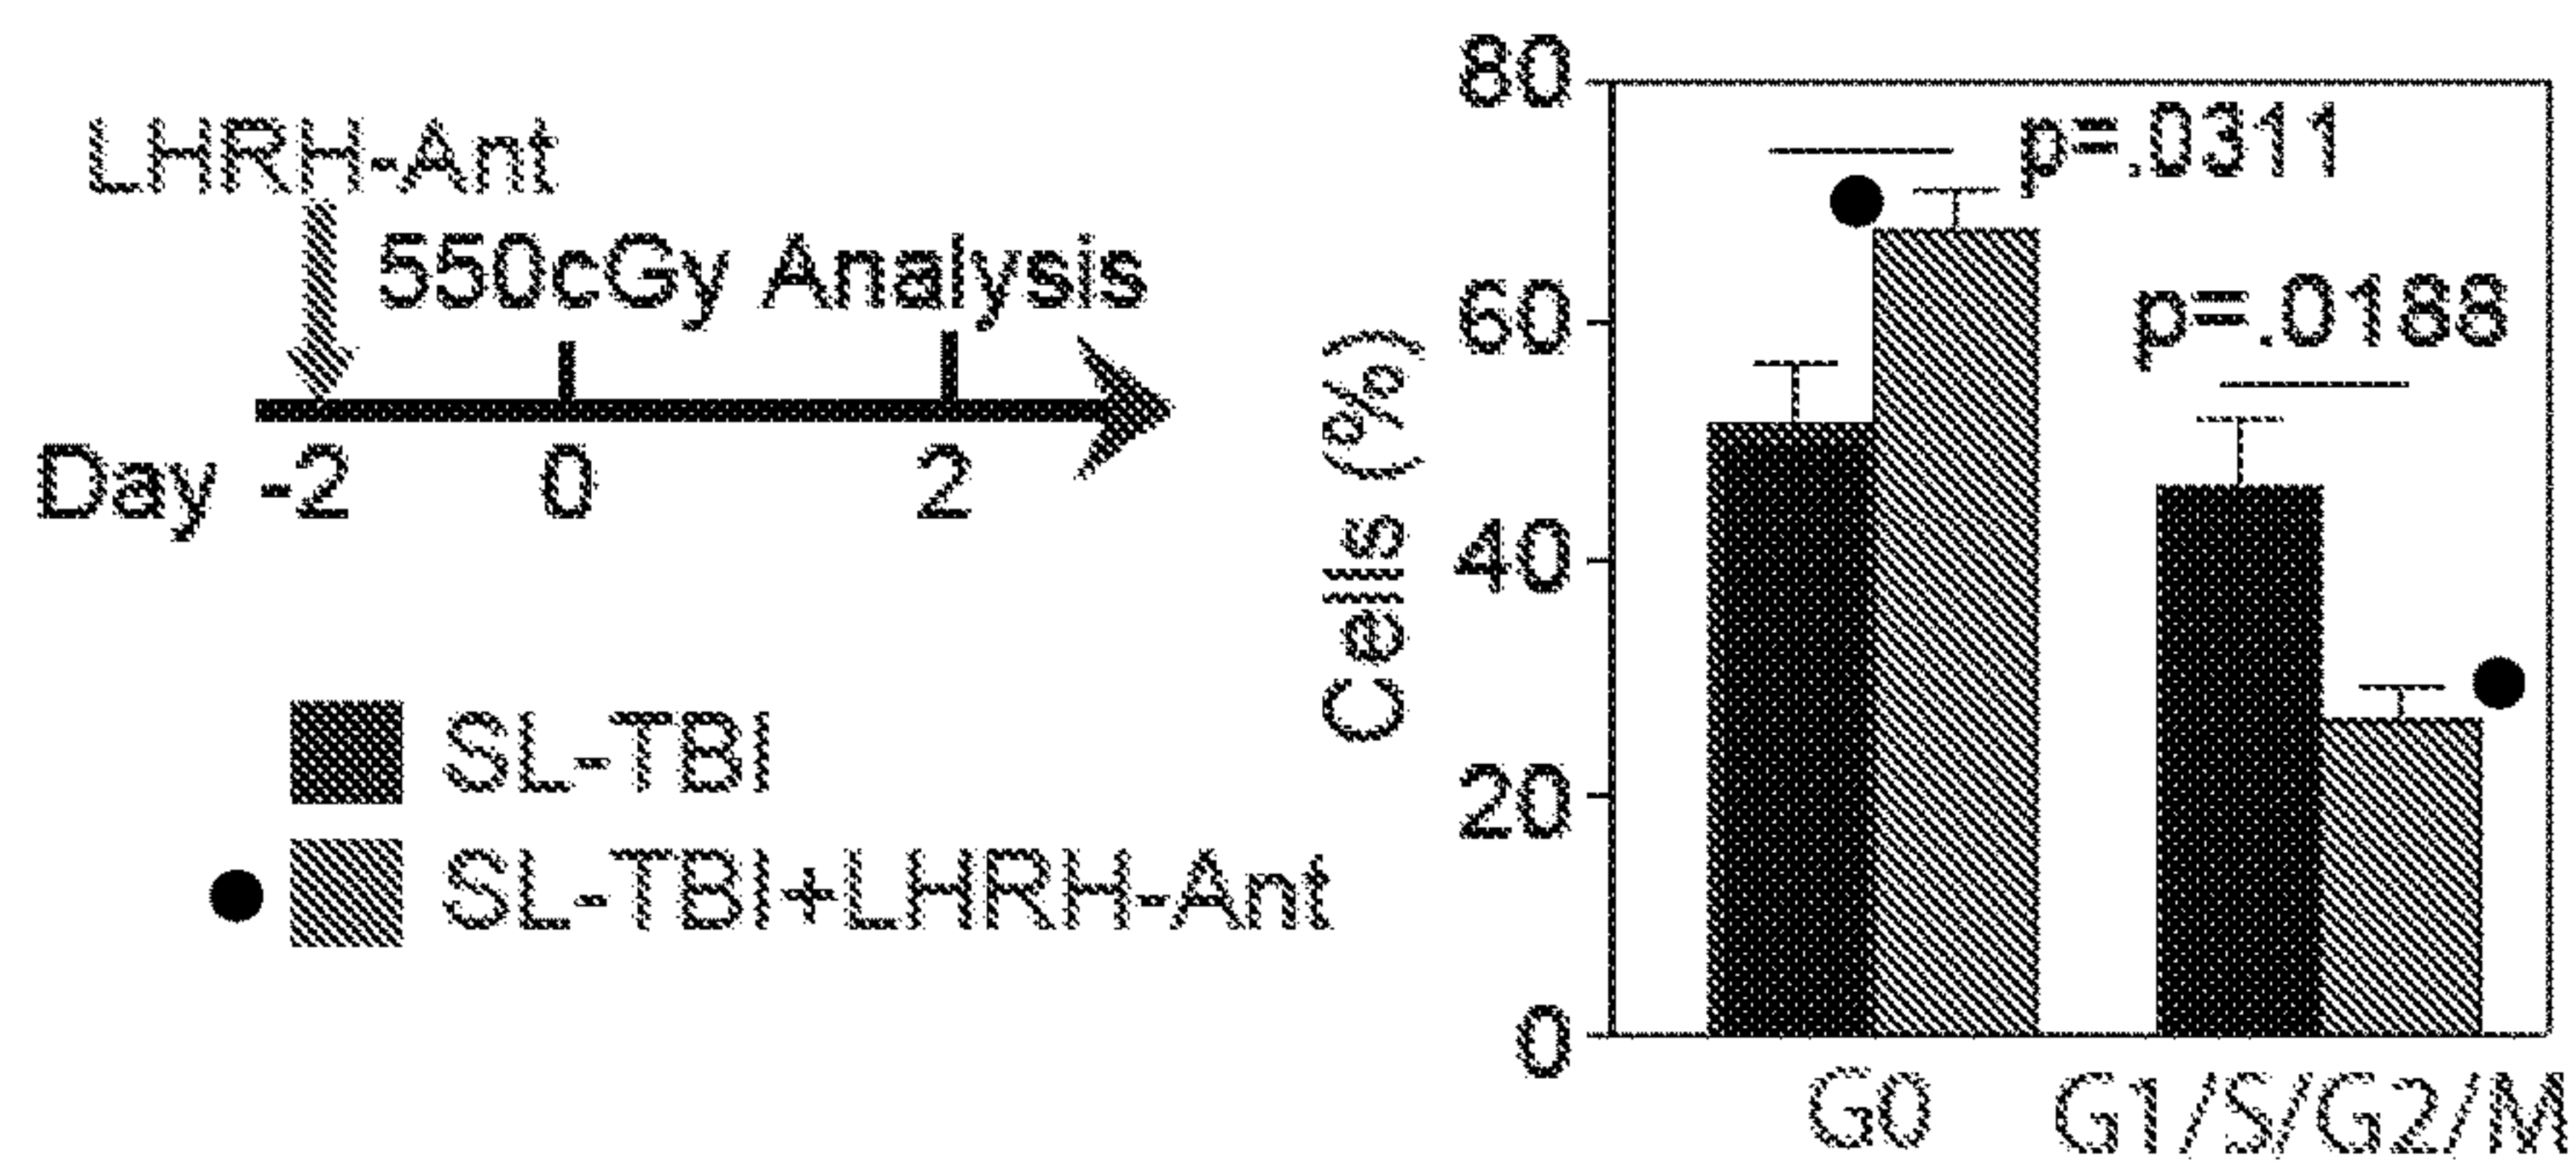 LHRH-Ant
550cGy Analysis
Day -2 0 2
SL-TBI
SL-TBI+LHRH-Ant
Cells (%)
80
60
40
20
0
p=.0311
p=.0188
G0 G1/S/G2/M